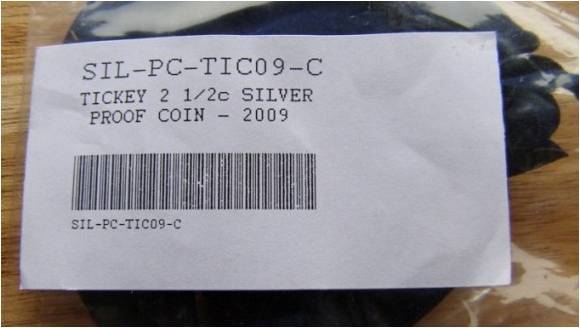 SIL-PC-TIC09-C
TICKEY 2 1/2c SILVER
PROOF COIN - 2009
SIL-PC-TIC09-C